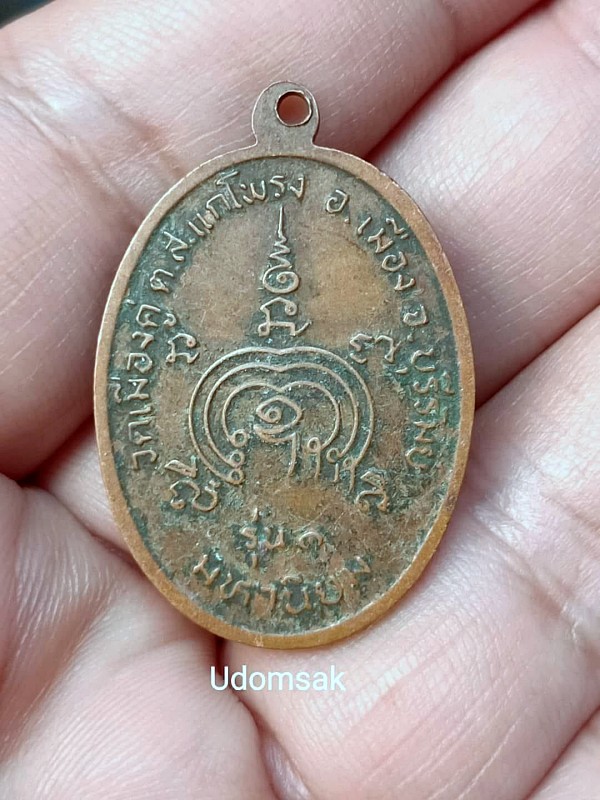 วัดเมืองคู ต.ส.แกโพรง อ.เมือง จ.บุรีรัมย์
รุ่น ๑
มหานิยม
Udomsak